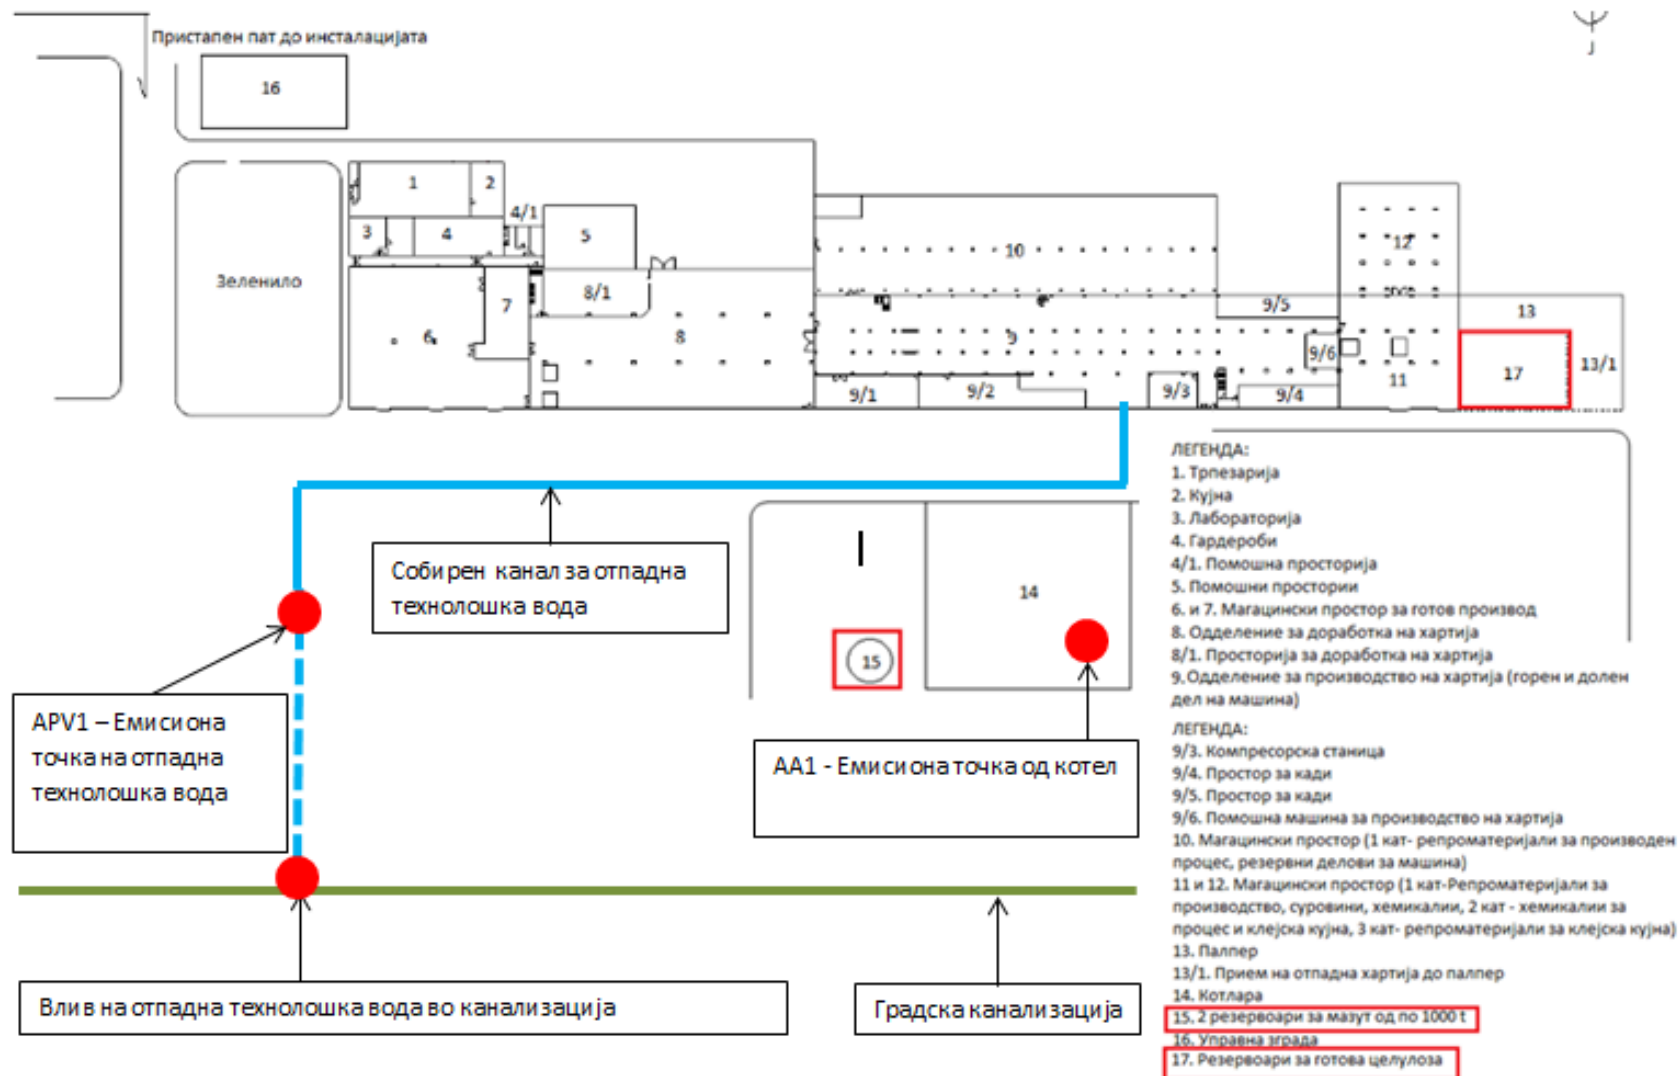 Ј
Пристапен пат до инсталацијата
16
1
2
3
4
4/1
5
Зеленило
6
7
8/1
8
10
12
9/5
13
9
9/6
17
13/1
11
9/1
9/2
9/3
9/4
Собирен канал за отпадна
технолошка вода
14
15
APV1 – Емисиона
точка на отпадна
технолошка вода
АА1 - Емисиона точка од котел
Влив на отпадна технолошка вода во канализација
Градска канализација
ЛЕГЕНДА:
1. Трпезарија
2. Кујна
3. Лабораторија
4. Гардероби
4/1. Помошна просторија
5. Помошни простории
6. и 7. Магацински простор за готов производ
8. Одделение за доработка на хартија
8/1. Просторија за доработка на хартија
9. Одделение за производство на хартија (горен и долен
дел на машина)
ЛЕГЕНДА:
9/3. Компресорска станица
9/4. Простор за кади
9/5. Простор за кади
9/6. Помошна машина за производство на хартија
10. Магацински простор (1 кат- репроматеријали за производен
процес, резервни делови за машина)
11 и 12. Магацински простор (1 кат-Репроматеријали за
производство, суровини, хемикалии, 2 кат - хемикалии за
процес и клејска кујна, 3 кат- репроматеријали за клејска кујна)
13. Палпер
13/1. Прием на отпадна хартија до палпер
14. Котлара
15. 2 резервоари за мазут од по 1000 t
16. Управна зграда
17. Резервоари за готова целулоза